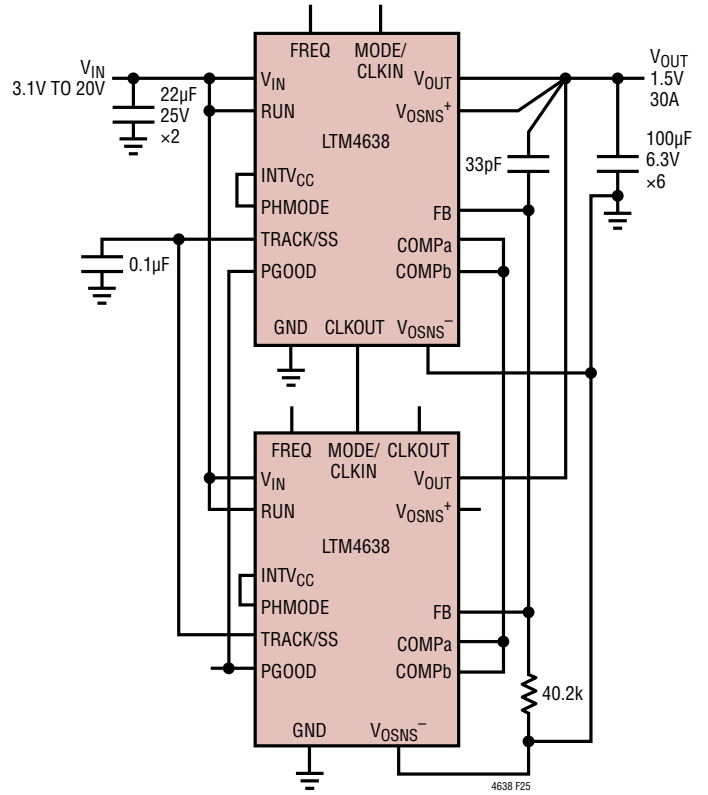 FREQ MODE/
CLKIN
VIN
3.1V TO 20V
22µF
25V
×2
VIN
RUN
LTM4638
INTVCC
PHMODE
TRACK/SS
PGOOD
0.1µF
GND CLKOUT VOSNS–
VOUT
VOSNS+
FB
COMPa
COMPb
33pF
VOUT
1.5V
30A
100µF
6.3V
×6
FREQ MODE/ CLKOUT
CLKIN
VIN
RUN
LTM4638
INTVCC
PHMODE
TRACK/SS
PGOOD
GND VOSNS–
VOUT
VOSNS+
FB
COMPa
COMPb
40.2k
4638 F25